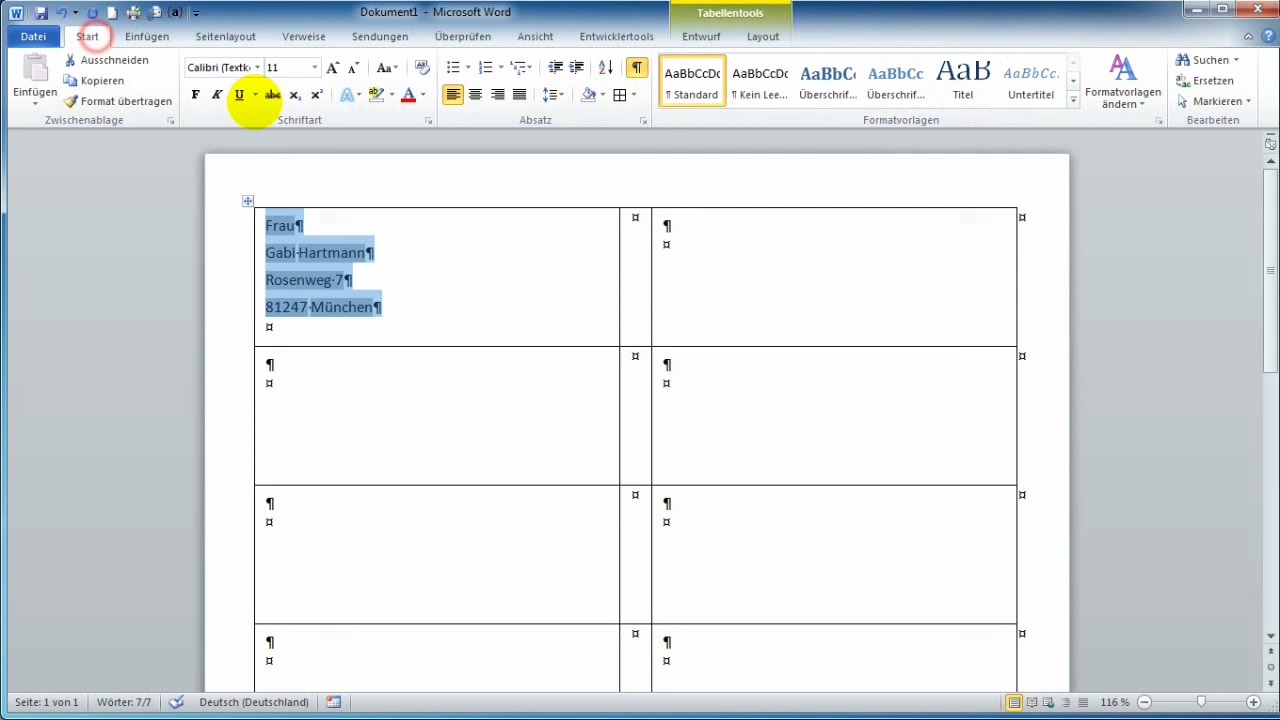 Dokument1 - Microsoft Word
Tabellentools
Datei Start Einfügen Seitenlayout Verweise Sendungen Überprüfen Ansicht Entwicklertools Entwurf Layout
Einfügen
Ausschneiden
Kopieren
Format übertragen
Zwischenablage
Calibri (Textk 11
F K U abc x₂ x² A ab A
Schriftart
Absatz
AaBbCcDc AaBbCcDc AaBbC AaBbCc AaB AaBbCc.
¶ Standard ¶ Kein Lee... Überschrif... Überschrif... Titel Untertitel
Formatvorlagen ändern
Formatvorlagen
Suchen
Ersetzen
Markieren
Bearbeiten
Frau¶
Gabi·Hartmann¶
Rosenweg·7¶
81247·München¶
Seite: 1 von 1 Wörter: 7/7 Deutsch (Deutschland) 116 %